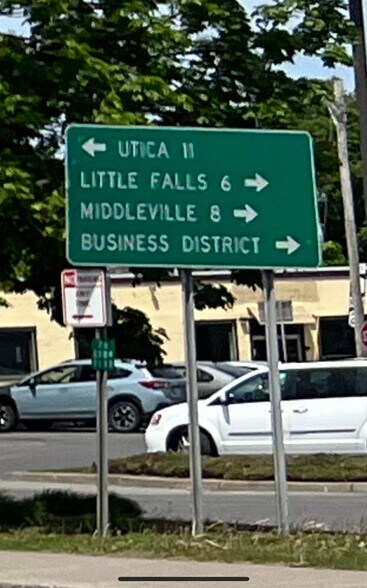 ← UTICA 11
LITTLE FALLS 6 →
MIDDLEVILLE 8 →
BUSINESS DISTRICT →